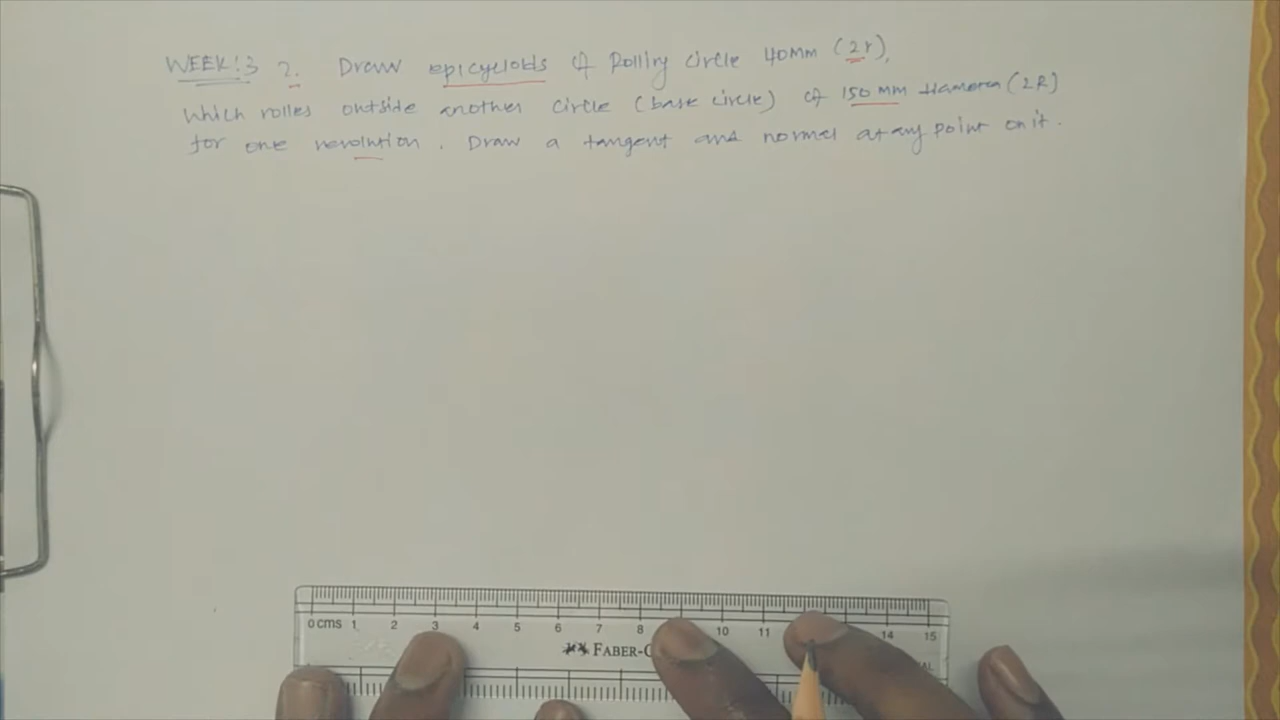 WEEK:3 2. Draw epicycloids of Rolling circle 40MM (2r),
Which rolles outside another circle (base circle) of 150 MM diameter (2R)
for one revolution. Draw a tangent and normal at any point on it.
0 cms 1 2 3 4 5 6 7 8 10 11 14 15
FABER-C